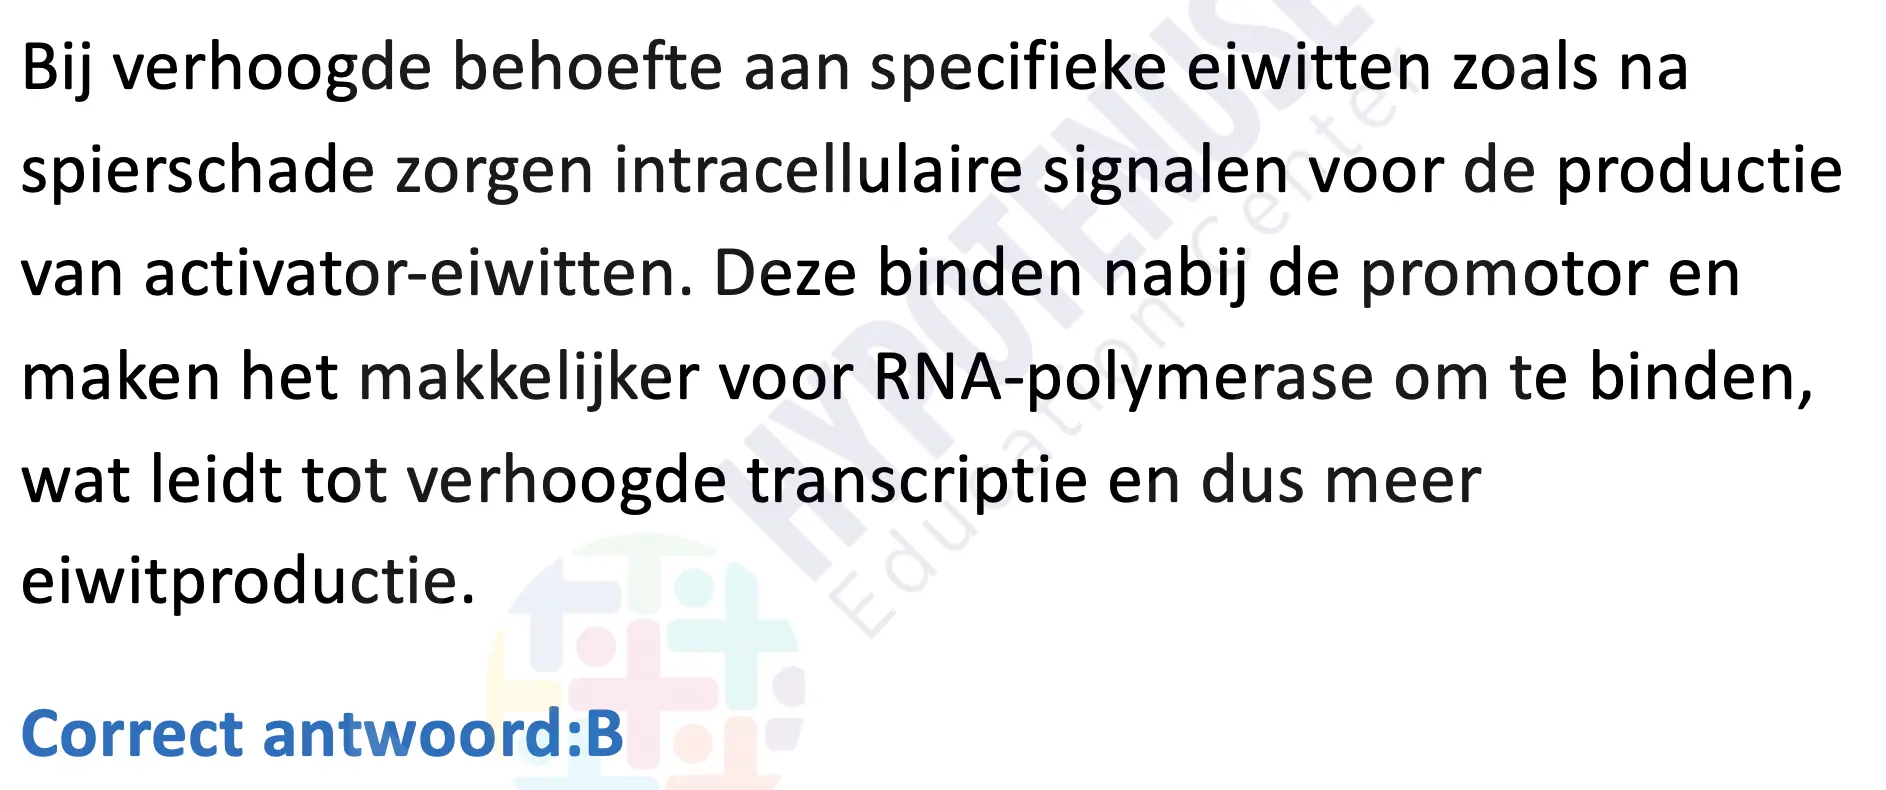 Bij verhoogde behoefte aan specifieke eiwitten zoals na
spierschade zorgen intracellulaire signalen voor de productie
van activator-eiwitten. Deze binden nabij de promotor en
maken het makkelijker voor RNA-polymerase om te binden,
wat leidt tot verhoogde transcriptie en dus meer
eiwitproductie.
Correct antwoord:B
HYPOTENUSE
Education Center